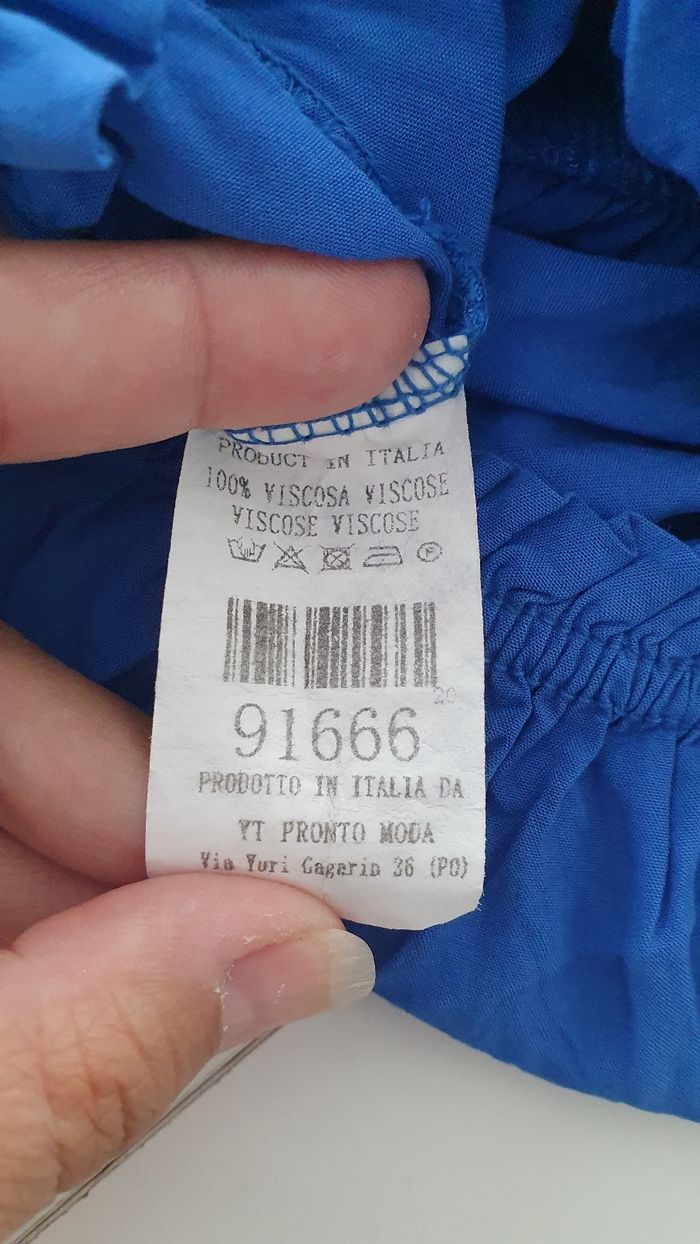 PRODUCT IN ITALIA
100% VISCOSA VISCOSE
VISCOSE VISCOSE
P
20
91666
PRODOTTO IN ITALIA DA
YT PRONTO MODA
Via Yuri Gagarin 36 (PO)